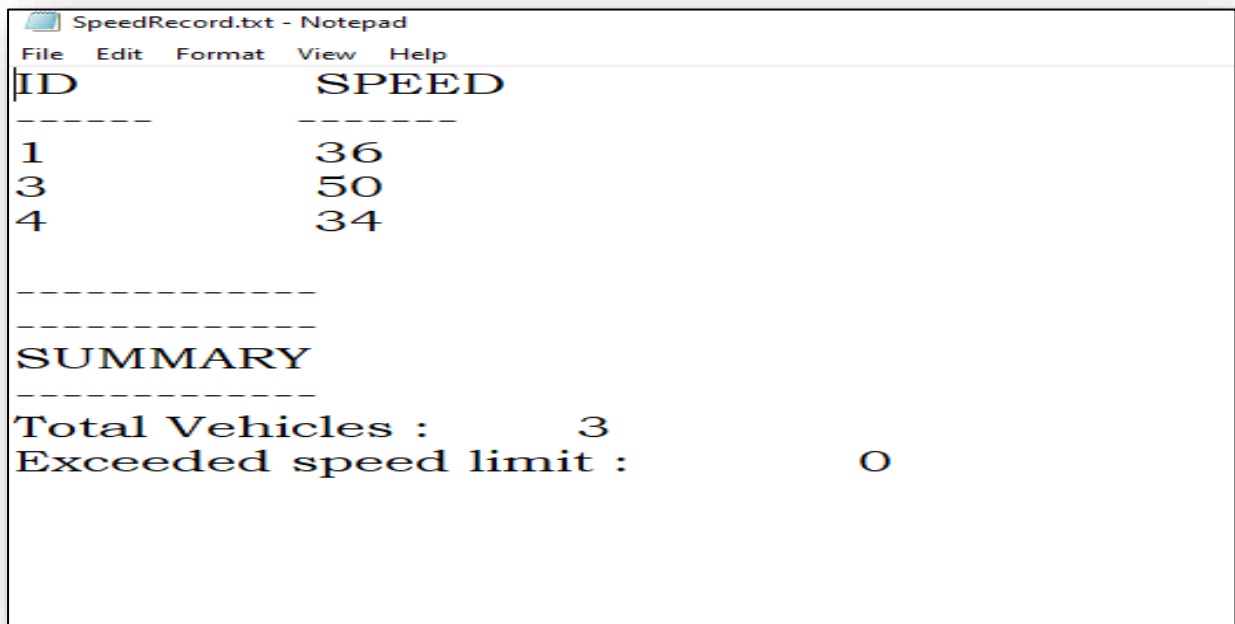 SpeedRecord.txt - Notepad
File Edit Format View Help
ID SPEED
------ -------
1 36
3 50
4 34
-------------
-------------
SUMMARY
-------------
Total Vehicles : 3
Exceeded speed limit : 0